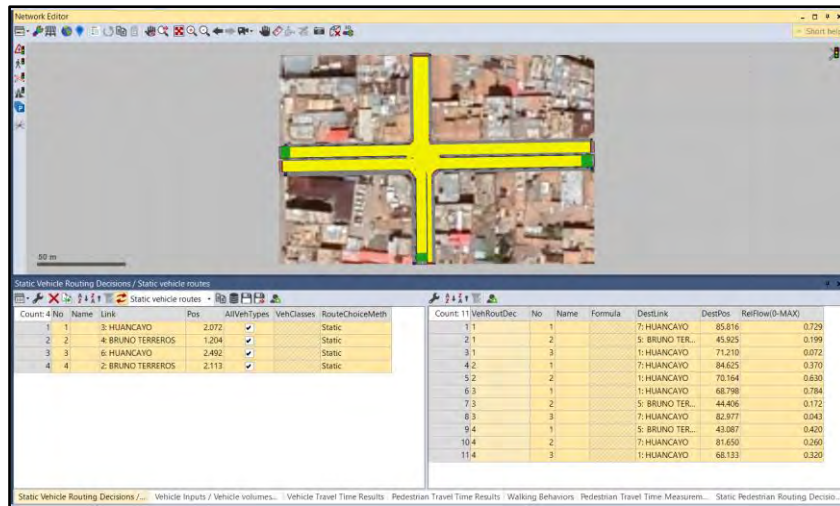 Network Editor
Short help
50 m
Static Vehicle Routing Decisions / Static vehicle routes
Static vehicle routes
Count: 4 No Name Link Pos AllVehTypes VehClasses RouteChoiceMeth
1 1 3: HUANCAYO 2.072 Static
2 2 4: BRUNO TERREROS 1.204 Static
3 3 6: HUANCAYO 2.492 Static
4 4 2: BRUNO TERREROS 2.113 Static
Count: 11 VehRoutDec No Name Formula DestLink DestPos RelFlow(0-MAX)
1 1 1 7: HUANCAYO 85.816 0.729
2 1 2 5: BRUNO TER... 45.925 0.199
3 1 3 1: HUANCAYO 71.210 0.072
4 2 1 7: HUANCAYO 84.625 0.370
5 2 2 1: HUANCAYO 70.164 0.630
6 3 1 1: HUANCAYO 68.798 0.784
7 3 2 5: BRUNO TER... 44.406 0.172
8 3 3 7: HUANCAYO 82.977 0.043
9 4 1 5: BRUNO TER... 43.087 0.420
10 4 2 7: HUANCAYO 81.650 0.260
11 4 3 1: HUANCAYO 68.133 0.320
Static Vehicle Routing Decisions /... Vehicle Inputs / Vehicle volumes... Vehicle Travel Time Results Pedestrian Travel Time Results Walking Behaviors Pedestrian Travel Time Measurem... Static Pedestrian Routing Decisio...